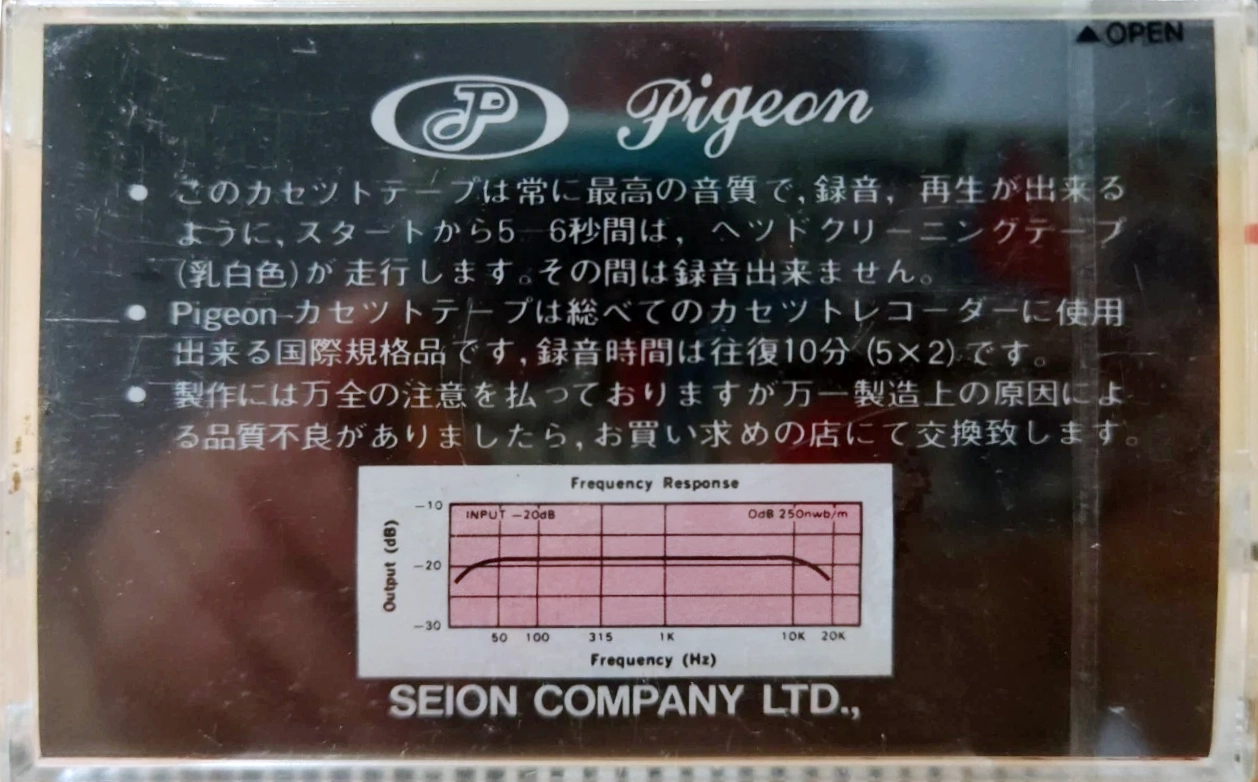 ▲OPEN
P Pigeon
● このカセツトテープは常に最高の音質で,録音, 再生が出来る
ように,スタートから5—6秒間は, ヘツドクリーニングテープ
(乳白色)が走行します。その間は録音出来ません。
● Pigeon-カセツトテープは総べてのカセツトレコーダーに使用
出来る国際規格品です,録音時間は往復10分 (5×2)です。
● 製作には万全の注意を払っておりますが万一製造上の原因によ
る品質不良がありましたら,お買い求めの店にて交換致します。
Frequency Response
INPUT −20dB
0dB 250nwb/m
Output (dB)
−10
−20
−30
50 100 315 1K 10K 20K
Frequency (Hz)
SEION COMPANY LTD.,